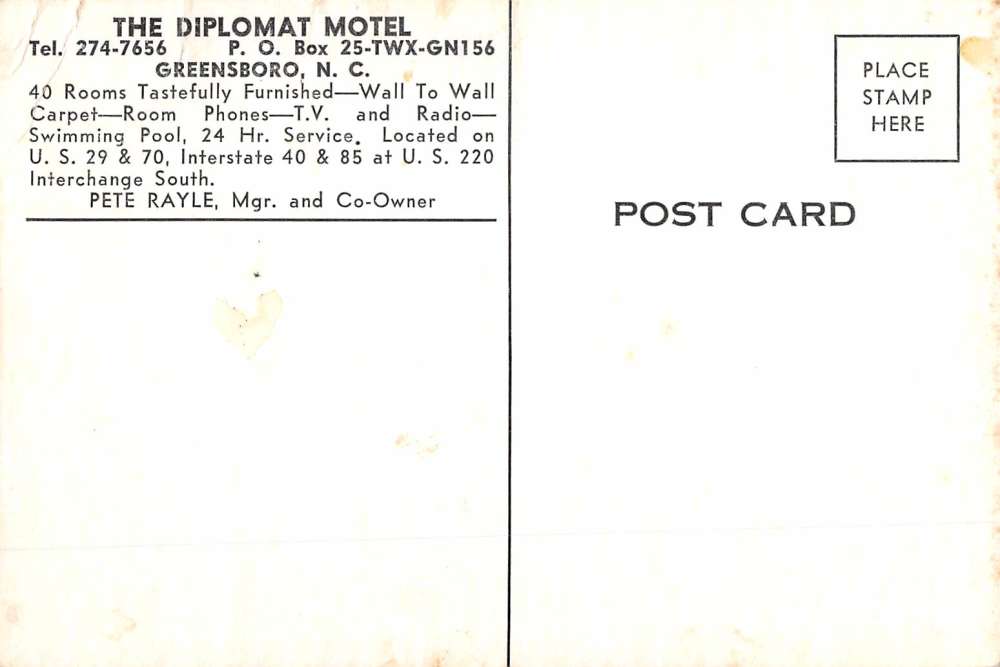 THE DIPLOMAT MOTEL
Tel. 274-7656 P. O. Box 25-TWX-GN156
GREENSBORO, N. C.
40 Rooms Tastefully Furnished—Wall To Wall
Carpet—Room Phones—T.V. and Radio—
Swimming Pool, 24 Hr. Service. Located on
U. S. 29 & 70, Interstate 40 & 85 at U. S. 220
Interchange South.
PETE RAYLE, Mgr. and Co-Owner
PLACE
STAMP
HERE
POST CARD